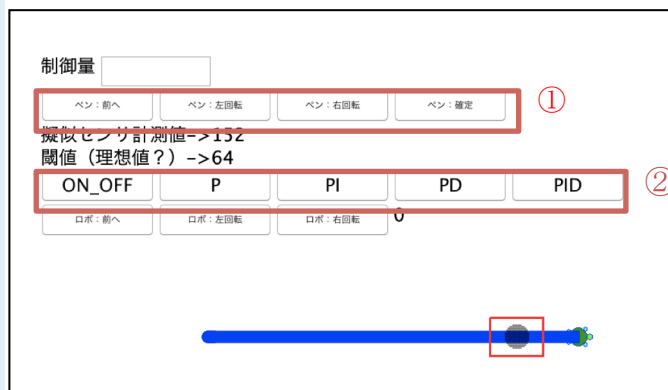 制御量
ペン：前へ ペン：左回転 ペン：右回転 ペン：確定 ①
擬似センサ計測値->152
閾値（理想値？）->64
ON_OFF P PI PD PID ②
ロボ：前へ ロボ：左回転 ロボ：右回転 0